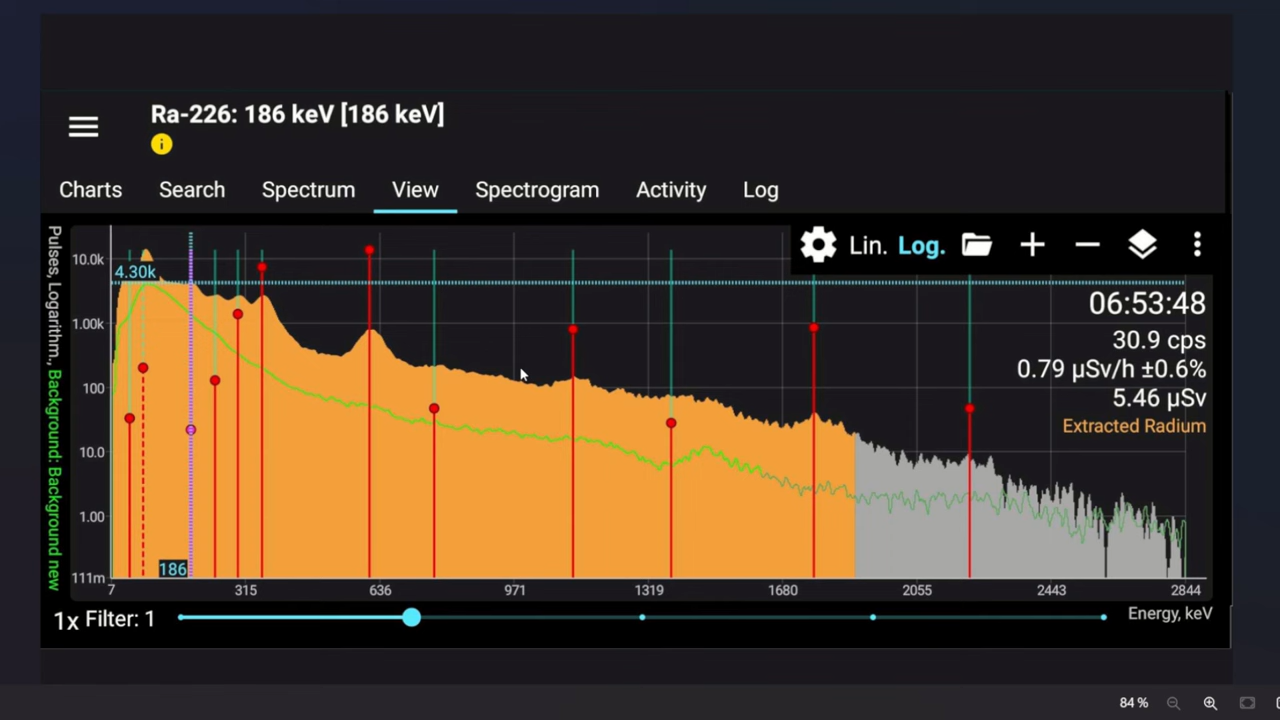 Ra-226: 186 keV [186 keV]
Charts Search Spectrum View Spectrogram Activity Log
Pulses, Logarithm., Background: Background new
Lin. Log.
10.0k
4.30k
1.00k
100
10.0
1.00
111m
06:53:48
30.9 cps
0.79 µSv/h ±0.6%
5.46 µSv
Extracted Radium
186
7 315 636 971 1319 1680 2055 2443 2844
Energy, keV
1x Filter: 1
84 %